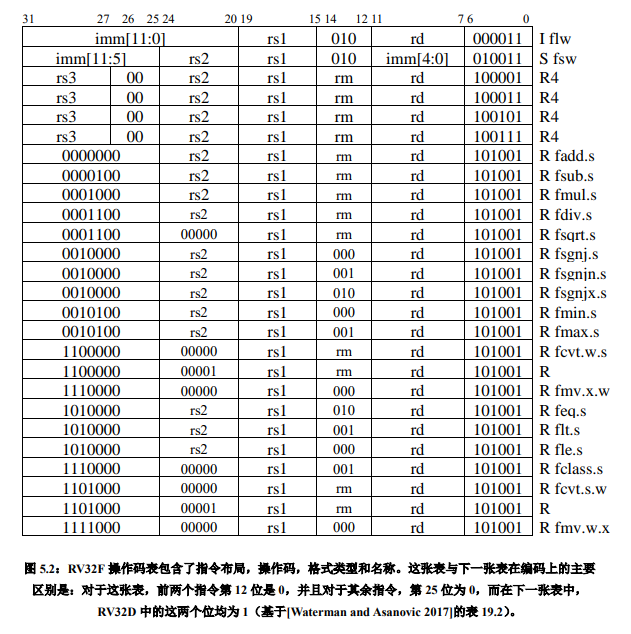 31 27 26 25 24 20 19 15 14 12 11 7 6 0
imm[11:0] rs1 010 rd 000011 I flw
imm[11:5] rs2 rs1 010 imm[4:0] 010011 S fsw
rs3 00 rs2 rs1 rm rd 100001 R4
rs3 00 rs2 rs1 rm rd 100011 R4
rs3 00 rs2 rs1 rm rd 100101 R4
rs3 00 rs2 rs1 rm rd 100111 R4
0000000 rs2 rs1 rm rd 101001 R fadd.s
0000100 rs2 rs1 rm rd 101001 R fsub.s
0001000 rs2 rs1 rm rd 101001 R fmul.s
0001100 rs2 rs1 rm rd 101001 R fdiv.s
0001100 00000 rs1 rm rd 101001 R fsqrt.s
0010000 rs2 rs1 000 rd 101001 R fsgnj.s
0010000 rs2 rs1 001 rd 101001 R fsgnjn.s
0010000 rs2 rs1 010 rd 101001 R fsgnjx.s
0010100 rs2 rs1 000 rd 101001 R fmin.s
0010100 rs2 rs1 001 rd 101001 R fmax.s
1100000 00000 rs1 rm rd 101001 R fcvt.w.s
1100000 00001 rs1 rm rd 101001 R
1110000 00000 rs1 000 rd 101001 R fmv.x.w
1010000 rs2 rs1 010 rd 101001 R feq.s
1010000 rs2 rs1 001 rd 101001 R flt.s
1010000 rs2 rs1 000 rd 101001 R fle.s
1110000 00000 rs1 001 rd 101001 R fclass.s
1101000 00000 rs1 rm rd 101001 R fcvt.s.w
1101000 00001 rs1 rm rd 101001 R
1111000 00000 rs1 000 rd 101001 R fmv.w.x
图 5.2：RV32F 操作码表包含了指令布局，操作码，格式类型和名称。这张表与下一张表在编码上的主要
区别是：对于这张表，前两个指令第 12 位是 0，并且对于其余指令，第 25 位为 0，而在下一张表中，
RV32D 中的这两个位均为 1（基于[Waterman and Asanovic 2017]的表 19.2）。